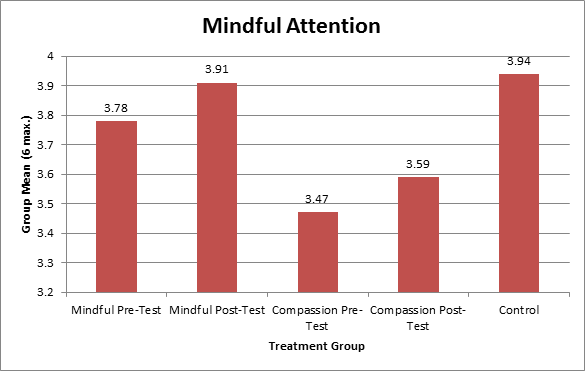 Mindful Attention
4
3.9
3.8
3.7
3.6
3.5
3.4
3.3
3.2
Group Mean (6 max.)
3.78
3.91
3.47
3.59
3.94
Mindful Pre-Test
Mindful Post-Test
Compassion Pre-
Test
Compassion Post-
Test
Control
Treatment Group